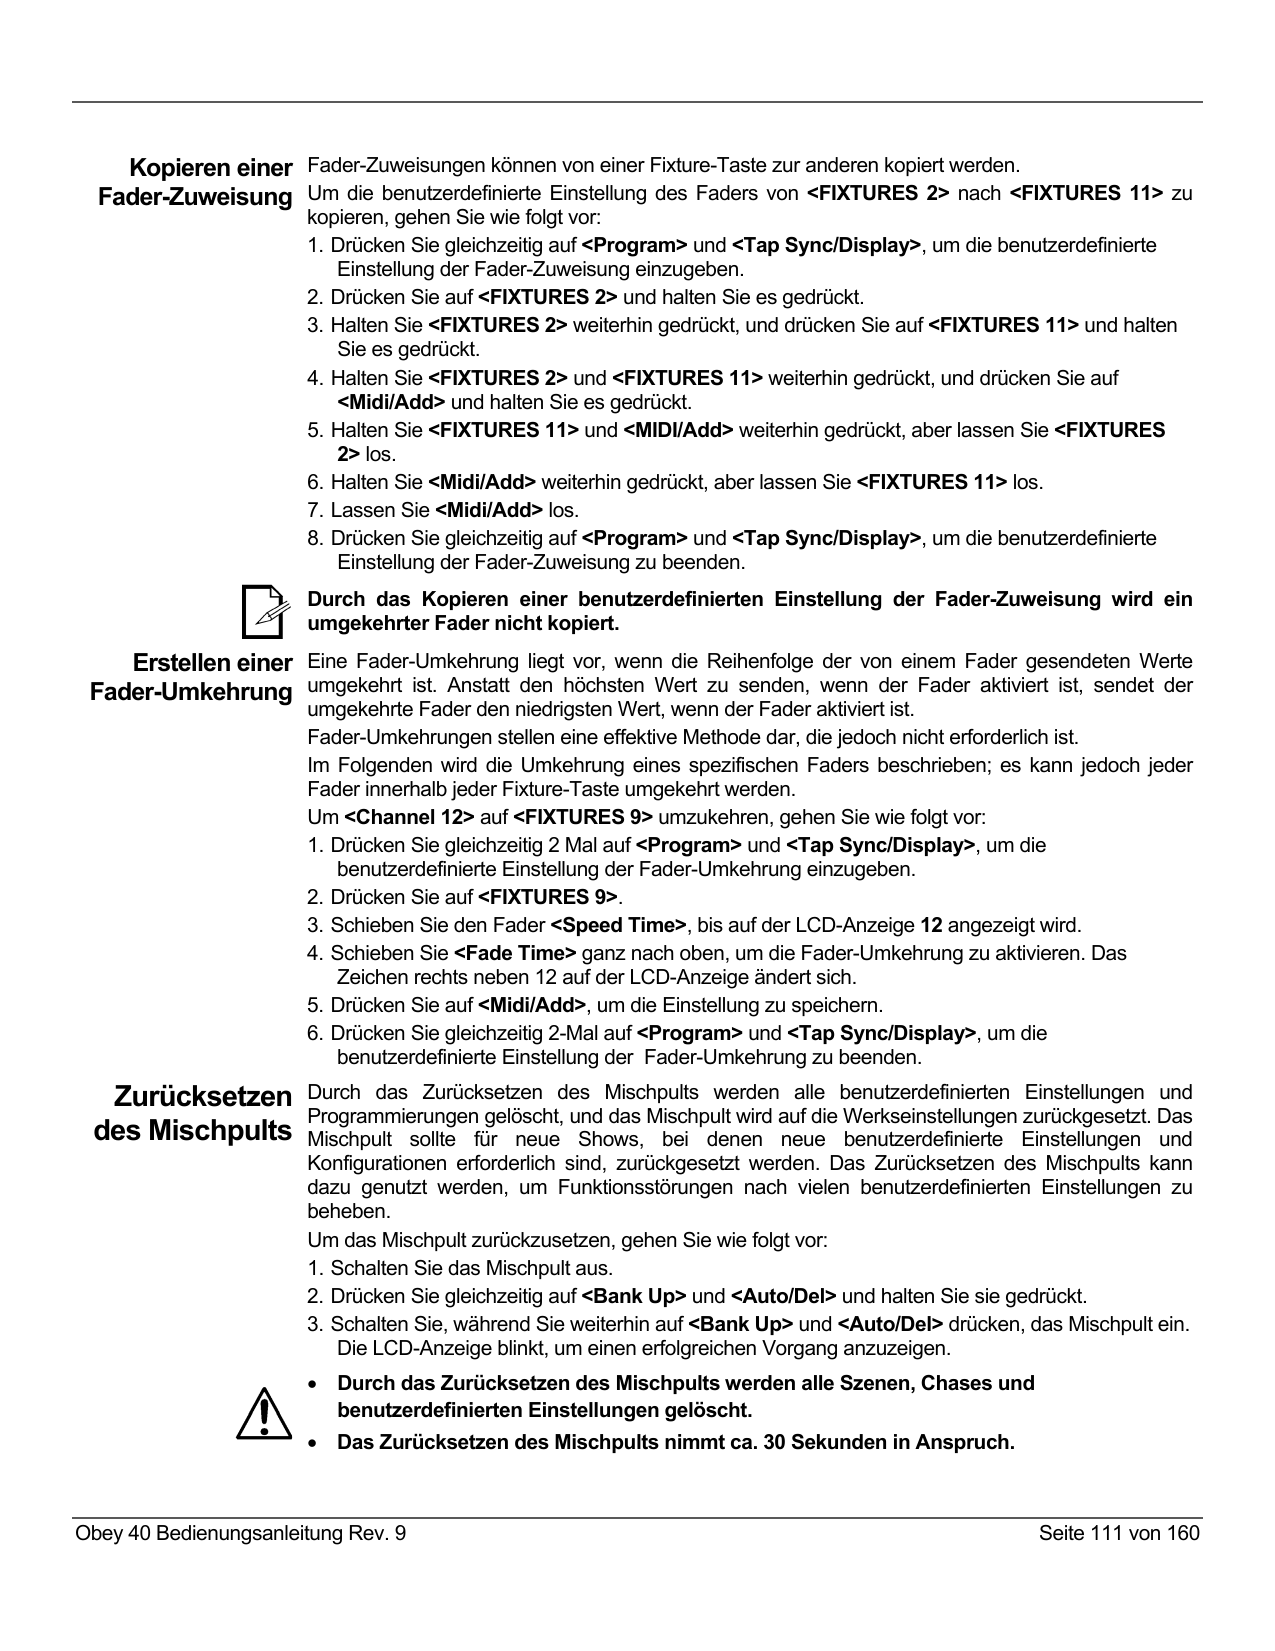 Kopieren einer
Fader-Zuweisung
Fader-Zuweisungen können von einer Fixture-Taste zur anderen kopiert werden.
Um die benutzerdefinierte Einstellung des Faders von <FIXTURES 2> nach <FIXTURES 11> zu
kopieren, gehen Sie wie folgt vor:
1. Drücken Sie gleichzeitig auf <Program> und <Tap Sync/Display>, um die benutzerdefinierte
Einstellung der Fader-Zuweisung einzugeben.
2. Drücken Sie auf <FIXTURES 2> und halten Sie es gedrückt.
3. Halten Sie <FIXTURES 2> weiterhin gedrückt, und drücken Sie auf <FIXTURES 11> und halten
Sie es gedrückt.
4. Halten Sie <FIXTURES 2> und <FIXTURES 11> weiterhin gedrückt, und drücken Sie auf
<Midi/Add> und halten Sie es gedrückt.
5. Halten Sie <FIXTURES 11> und <MIDI/Add> weiterhin gedrückt, aber lassen Sie <FIXTURES
2> los.
6. Halten Sie <Midi/Add> weiterhin gedrückt, aber lassen Sie <FIXTURES 11> los.
7. Lassen Sie <Midi/Add> los.
8. Drücken Sie gleichzeitig auf <Program> und <Tap Sync/Display>, um die benutzerdefinierte
Einstellung der Fader-Zuweisung zu beenden.
Durch das Kopieren einer benutzerdefinierten Einstellung der Fader-Zuweisung wird ein
umgekehrter Fader nicht kopiert.
Erstellen einer
Fader-Umkehrung
Eine Fader-Umkehrung liegt vor, wenn die Reihenfolge der von einem Fader gesendeten Werte
umgekehrt ist. Anstatt den höchsten Wert zu senden, wenn der Fader aktiviert ist, sendet der
umgekehrte Fader den niedrigsten Wert, wenn der Fader aktiviert ist.
Fader-Umkehrungen stellen eine effektive Methode dar, die jedoch nicht erforderlich ist.
Im Folgenden wird die Umkehrung eines spezifischen Faders beschrieben; es kann jedoch jeder
Fader innerhalb jeder Fixture-Taste umgekehrt werden.
Um <Channel 12> auf <FIXTURES 9> umzukehren, gehen Sie wie folgt vor:
1. Drücken Sie gleichzeitig 2 Mal auf <Program> und <Tap Sync/Display>, um die
benutzerdefinierte Einstellung der Fader-Umkehrung einzugeben.
2. Drücken Sie auf <FIXTURES 9>.
3. Schieben Sie den Fader <Speed Time>, bis auf der LCD-Anzeige 12 angezeigt wird.
4. Schieben Sie <Fade Time> ganz nach oben, um die Fader-Umkehrung zu aktivieren. Das
Zeichen rechts neben 12 auf der LCD-Anzeige ändert sich.
5. Drücken Sie auf <Midi/Add>, um die Einstellung zu speichern.
6. Drücken Sie gleichzeitig 2-Mal auf <Program> und <Tap Sync/Display>, um die
benutzerdefinierte Einstellung der  Fader-Umkehrung zu beenden.
Zurücksetzen
des Mischpults
Durch das Zurücksetzen des Mischpults werden alle benutzerdefinierten Einstellungen und
Programmierungen gelöscht, und das Mischpult wird auf die Werkseinstellungen zurückgesetzt. Das
Mischpult sollte für neue Shows, bei denen neue benutzerdefinierte Einstellungen und
Konfigurationen erforderlich sind, zurückgesetzt werden. Das Zurücksetzen des Mischpults kann
dazu genutzt werden, um Funktionsstörungen nach vielen benutzerdefinierten Einstellungen zu
beheben.
Um das Mischpult zurückzusetzen, gehen Sie wie folgt vor:
1. Schalten Sie das Mischpult aus.
2. Drücken Sie gleichzeitig auf <Bank Up> und <Auto/Del> und halten Sie sie gedrückt.
3. Schalten Sie, während Sie weiterhin auf <Bank Up> und <Auto/Del> drücken, das Mischpult ein.
Die LCD-Anzeige blinkt, um einen erfolgreichen Vorgang anzuzeigen.
• Durch das Zurücksetzen des Mischpults werden alle Szenen, Chases und
benutzerdefinierten Einstellungen gelöscht.
• Das Zurücksetzen des Mischpults nimmt ca. 30 Sekunden in Anspruch.
Obey 40 Bedienungsanleitung Rev. 9
Seite 111 von 160